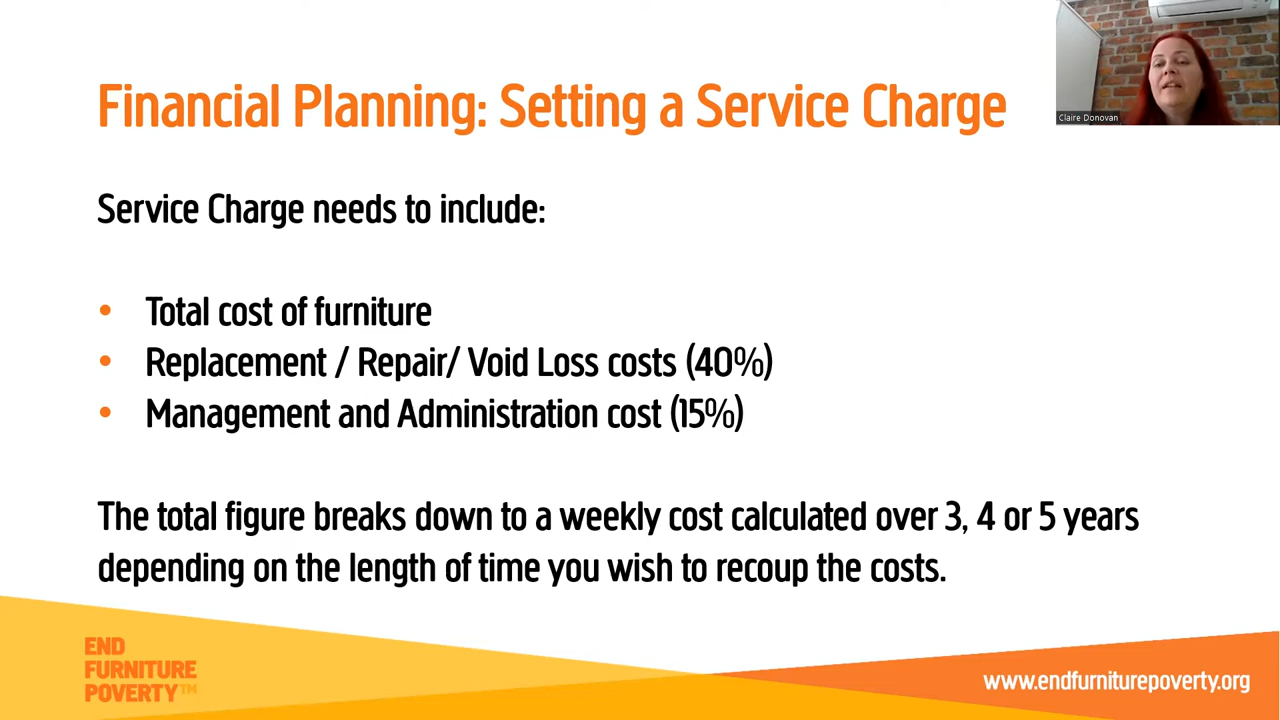 Financial Planning: Setting a Service Charge
Claire Donovan
Service Charge needs to include:
• Total cost of furniture
• Replacement / Repair/ Void Loss costs (40%)
• Management and Administration cost (15%)
The total figure breaks down to a weekly cost calculated over 3, 4 or 5 years
depending on the length of time you wish to recoup the costs.
END
FURNITURE
POVERTY™
www.endfurniturepoverty.org